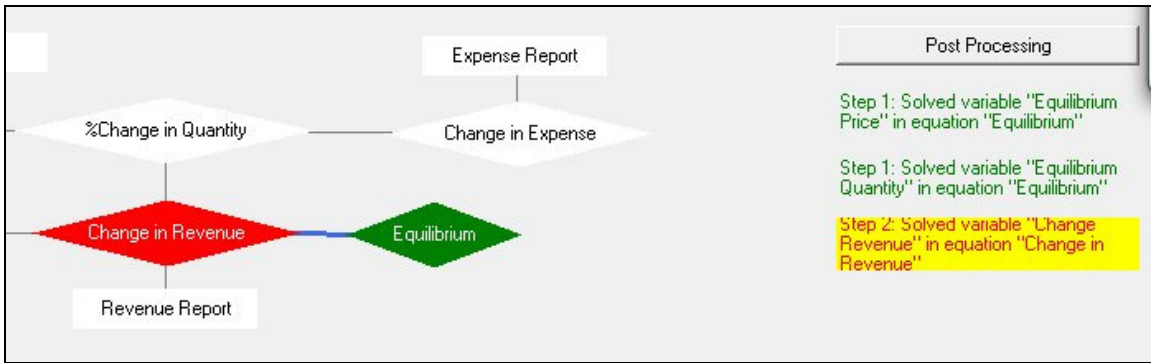 Expense Report
Post Processing
%Change in Quantity
Change in Expense
Step 1: Solved variable "Equilibrium
Price" in equation "Equilibrium"
Step 1: Solved variable "Equilibrium
Quantity" in equation "Equilibrium"
Change in Revenue
Equilibrium
Step 2: Solved variable "Change
Revenue" in equation "Change in
Revenue"
Revenue Report